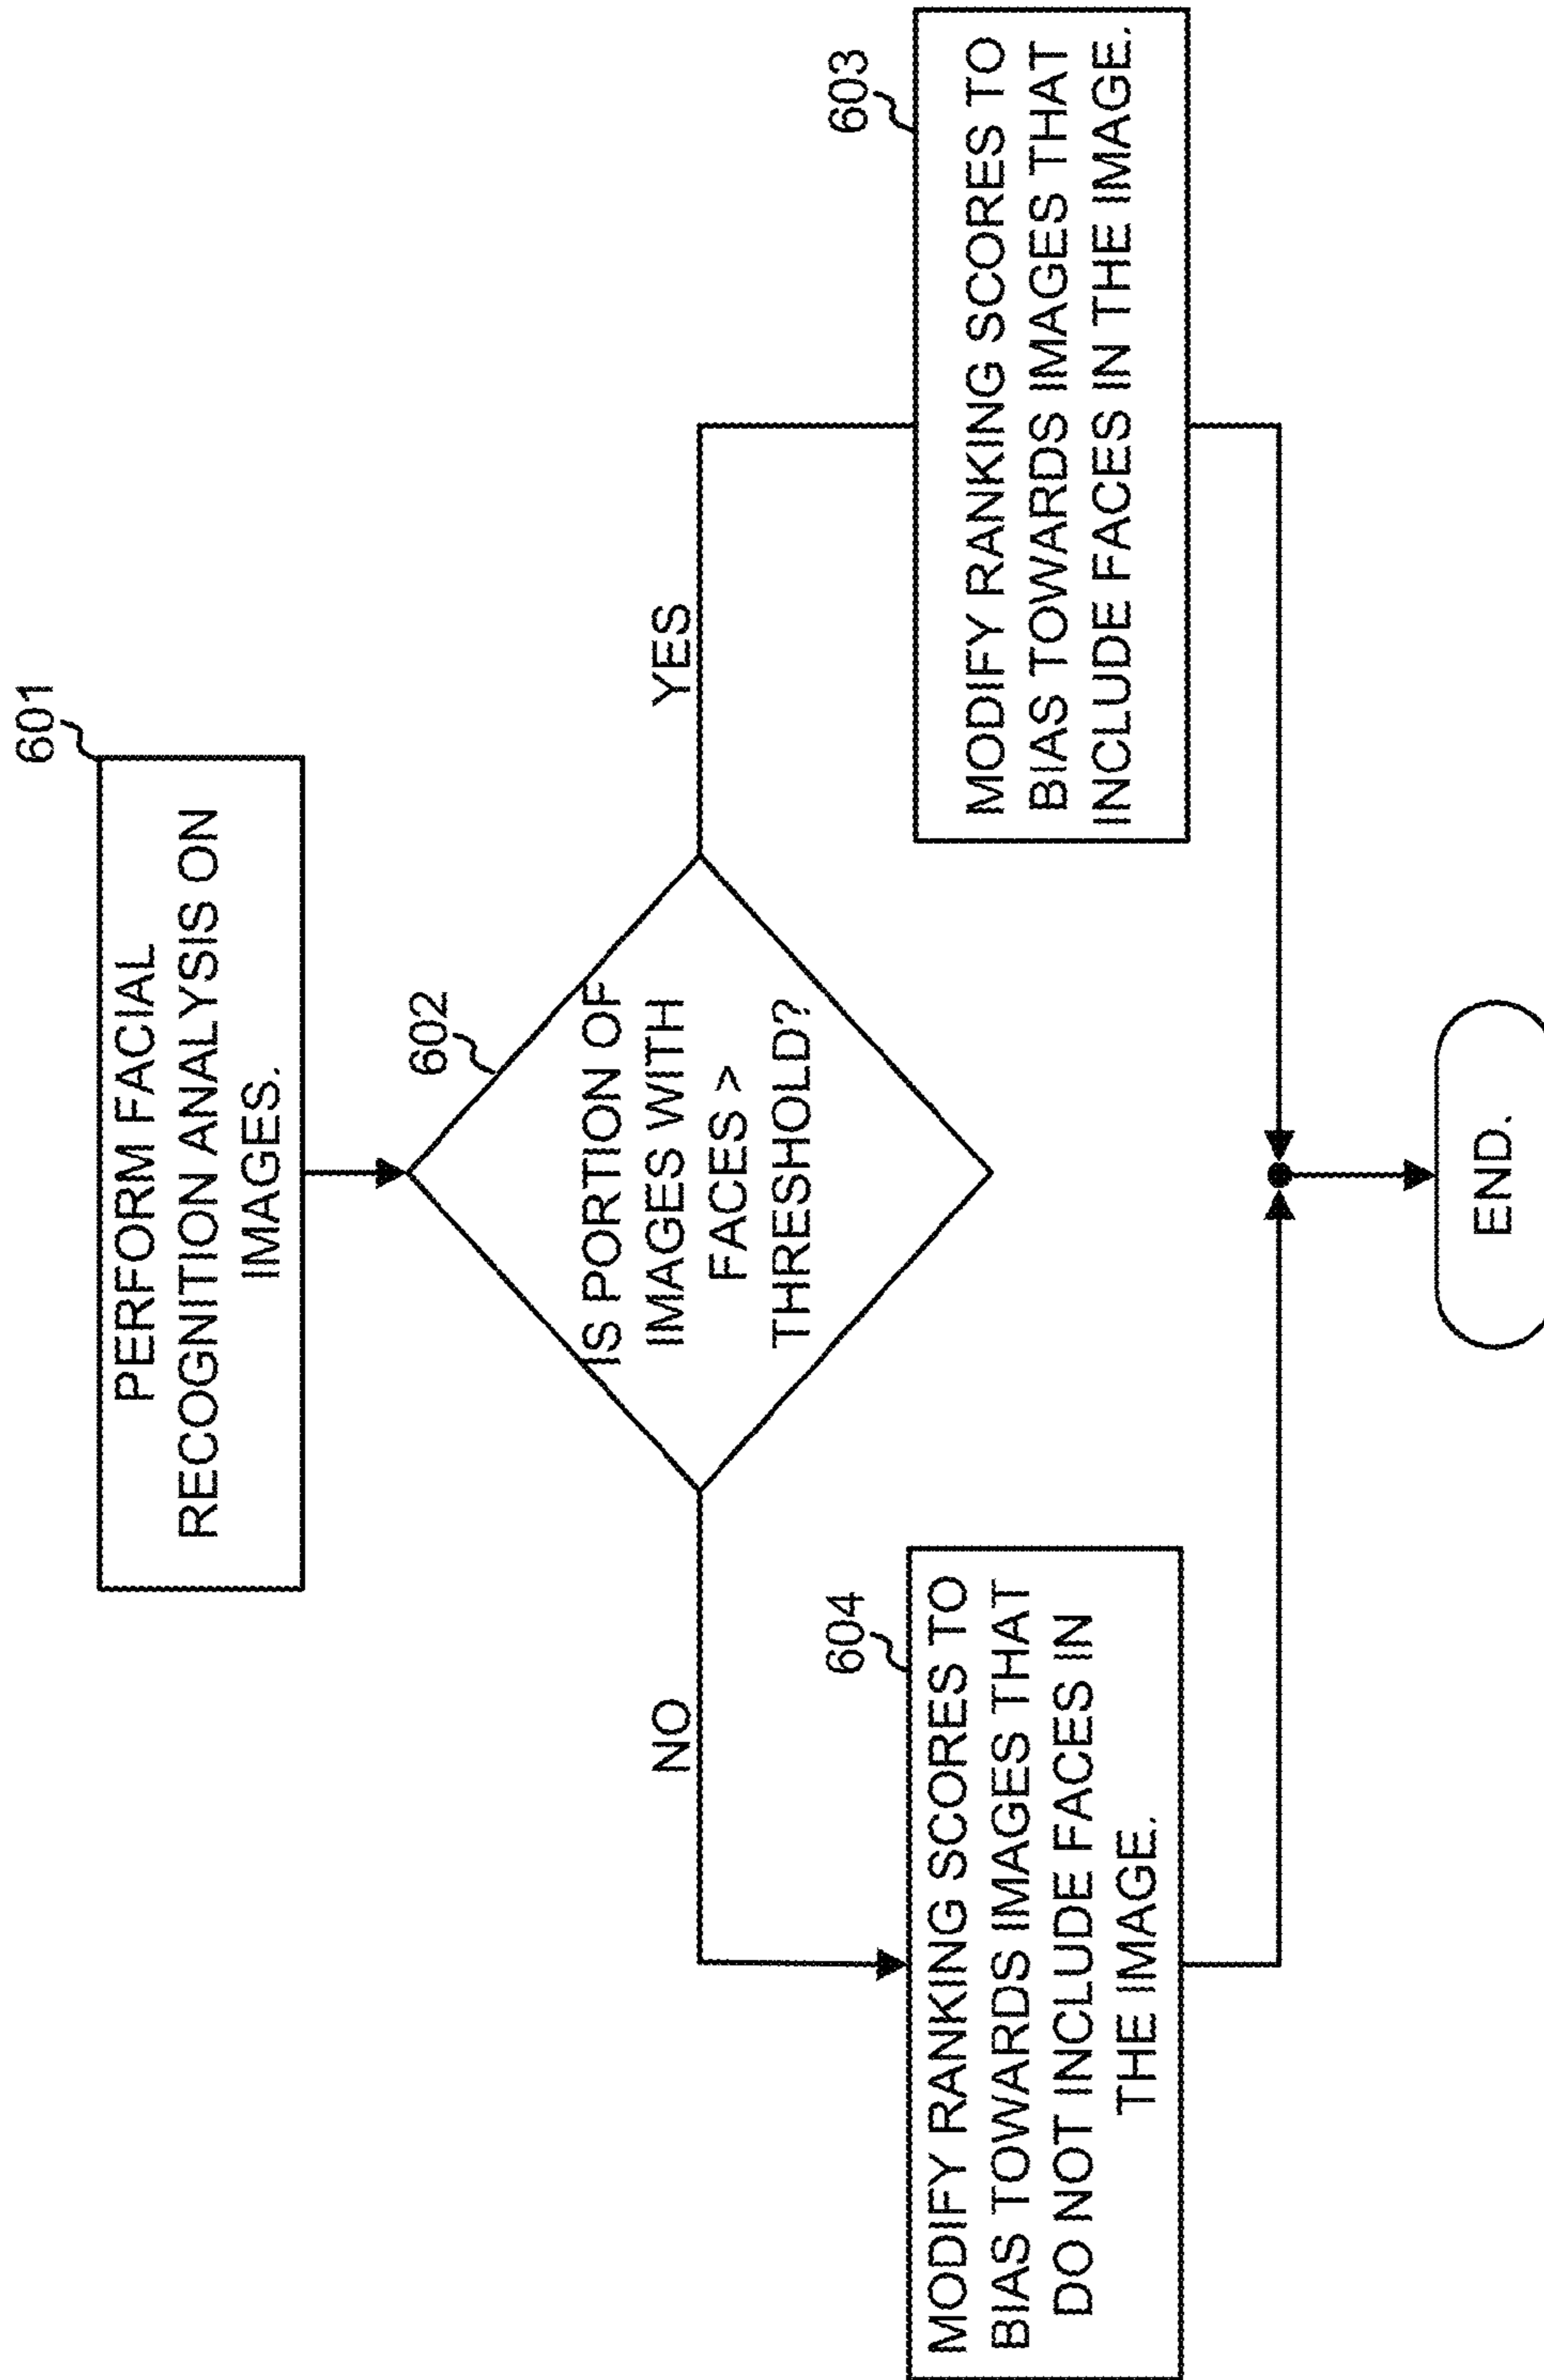 601
PERFORM FACIAL
RECOGNITION ANALYSIS ON
IMAGES.
602
IS PORTION OF
IMAGES WITH
FACES >
THRESHOLD?
NO
YES
604
MODIFY RANKING SCORES TO
BIAS TOWARDS IMAGES THAT
DO NOT INCLUDE FACES IN
THE IMAGE.
603
MODIFY RANKING SCORES TO
BIAS TOWARDS IMAGES THAT
INCLUDE FACES IN THE IMAGE.
END.